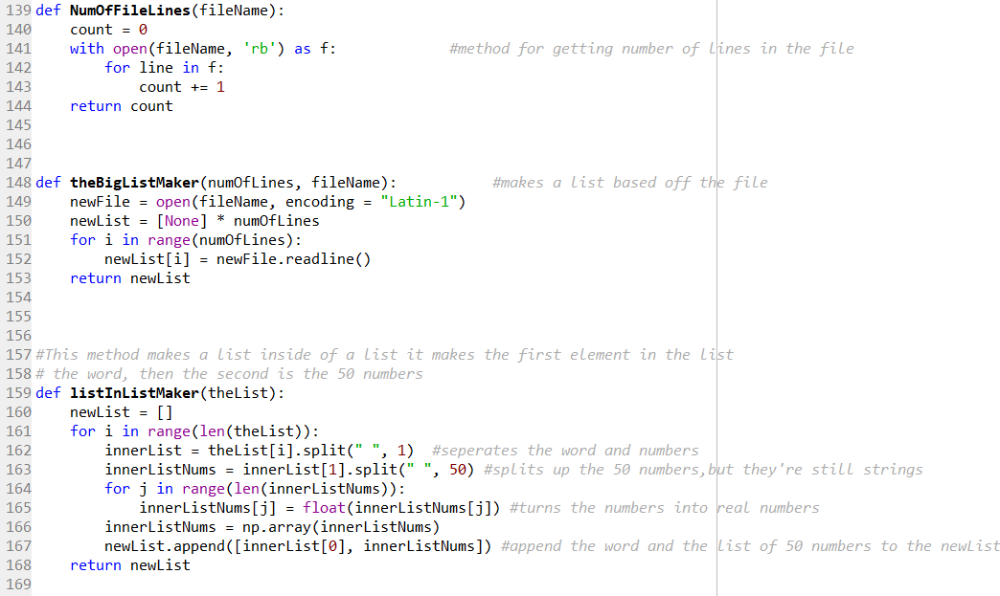 139 def NumOfFileLines(fileName):
140     count = 0
141     with open(fileName, 'rb') as f:             #method for getting number of lines in the file
142         for line in f:
143             count += 1
144     return count
145
146
147
148 def theBigListMaker(numOfLines, fileName):           #makes a list based off the file
149     newFile = open(fileName, encoding = "Latin-1")
150     newList = [None] * numOfLines
151     for i in range(numOfLines):
152         newList[i] = newFile.readline()
153     return newList
154
155
156
157 #This method makes a list inside of a list it makes the first element in the list
158 # the word, then the second is the 50 numbers
159 def listInListMaker(theList):
160     newList = []
161     for i in range(len(theList)):
162         innerList = theList[i].split(" ", 1)  #seperates the word and numbers
163         innerListNums = innerList[1].split(" ", 50) #splits up the 50 numbers,but they're still strings
164         for j in range(len(innerListNums)):
165             innerListNums[j] = float(innerListNums[j]) #turns the numbers into real numbers
166         innerListNums = np.array(innerListNums)
167         newList.append([innerList[0], innerListNums]) #append the word and the list of 50 numbers to the newList
168     return newList
169